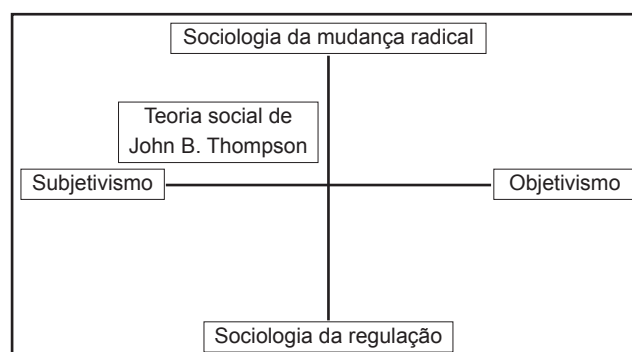 Sociologia da mudança radical
Teoria social de
John B. Thompson
Subjetivismo
Objetivismo
Sociologia da regulação